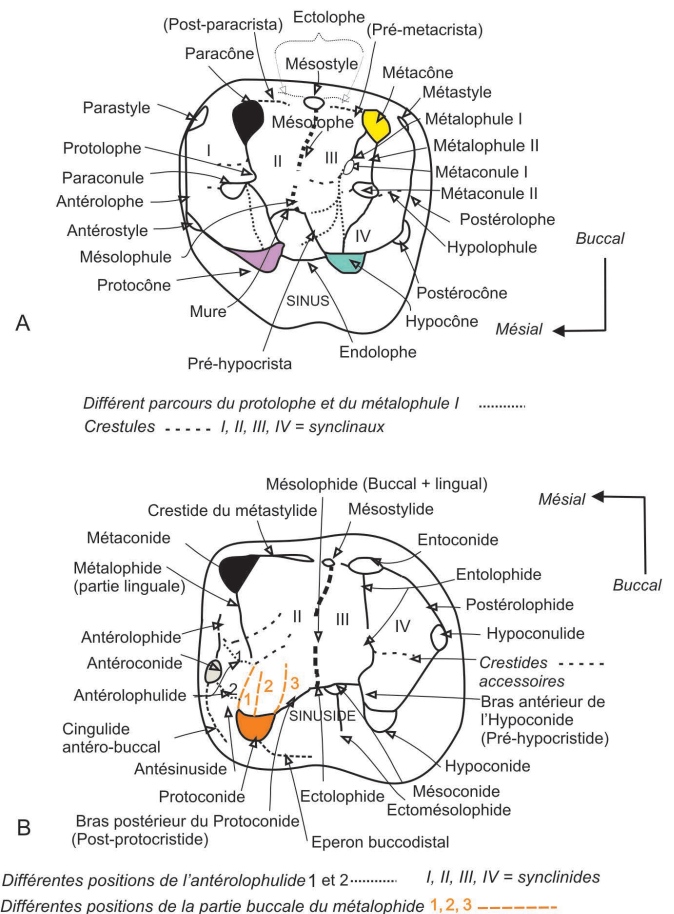 Ectolophe
(Post-paracrista)
(Pré-metacrista)
Paracône
Mésostyle
Métacône
Métastyle
Parastyle
Mésolophe
Métalophule I
I
II
III
Protolophe
Métalophule II
Paraconule
Métaconule I
Antérolophe
Métaconule II
Postérolophe
Antérostyle
IV
Hypolophule
Buccal
Mésolophule
Protocône
Postérocône
SINUS
Mure
Hypocône
A
Mésial
Endolophe
Pré-hypocrista
Différent parcours du protolophe et du métalophule I
Crestules - - - - - I, II, III, IV = synclinaux
Mésolophide (Buccal + lingual)
Mésial
Crestide du métastylide
Mésostylide
Métaconide
Entoconide
Métalophide
(partie linguale)
Entolophide
Buccal
Postérolophide
II
III
IV
Antérolophide
Hypoconulide
Antéroconide
Crestides - - - - -
accessoires
1
Antérolophulide
2
1
2
3
Bras antérieur de
l'Hypoconide
(Pré-hypocristide)
SINUSIDE
Cingulide
antéro-buccal
Antésinuside
Hypoconide
Protoconide
Ectolophide
Mésoconide
Ectomésolophide
Bras postérieur du Protoconide
(Post-protocristide)
Eperon buccodistal
B
Différentes positions de l'antérolophulide 1 et 2
I, II, III, IV = synclinides
Différentes positions de la partie buccale du métalophide 1, 2, 3